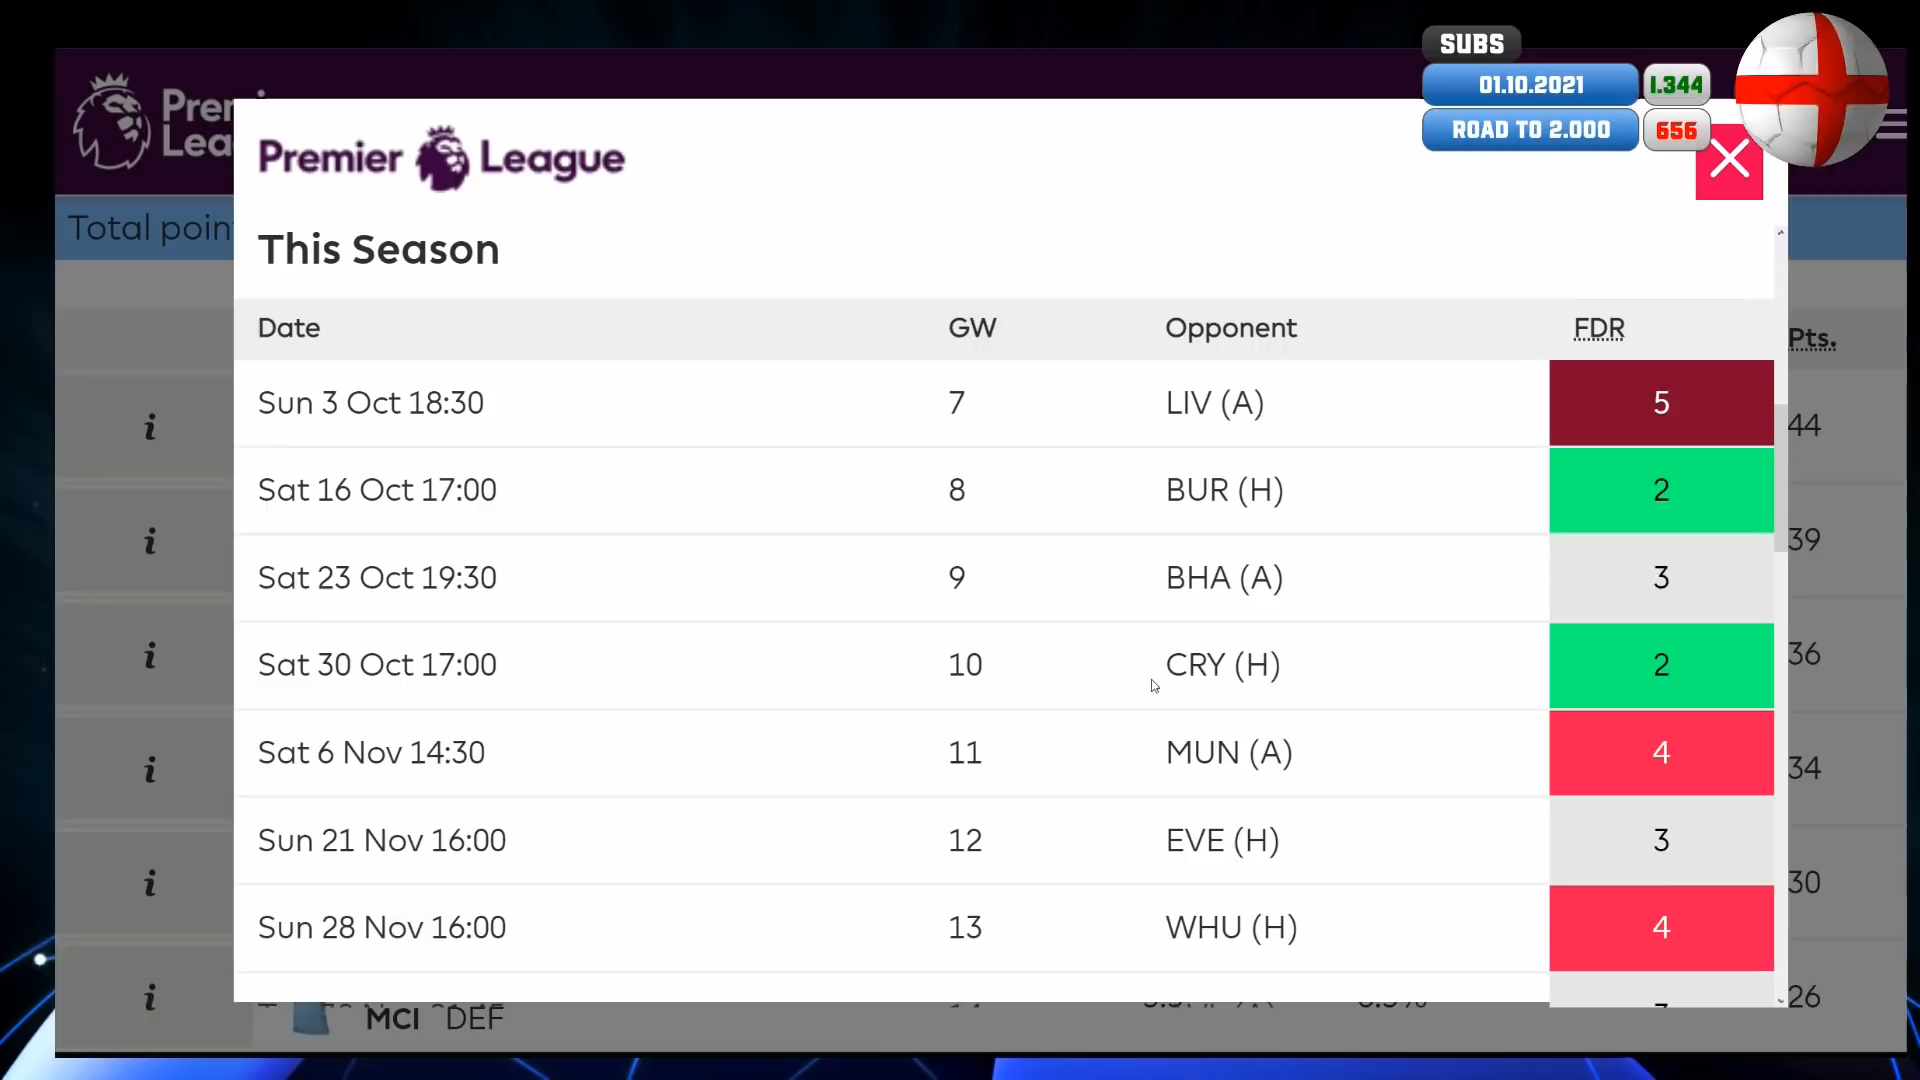 SUBS
01.10.2021 1.344
ROAD TO 2.000 656
Premier League
Total poin
This Season
Date GW Opponent FDR Pts.
Sun 3 Oct 18:30 7 LIV (A) 5
44
Sat 16 Oct 17:00 8 BUR (H) 2
39
Sat 23 Oct 19:30 9 BHA (A) 3
Sat 30 Oct 17:00 10 CRY (H) 2
36
Sat 6 Nov 14:30 11 MUN (A) 4
34
Sun 21 Nov 16:00 12 EVE (H) 3
30
Sun 28 Nov 16:00 13 WHU (H) 4
26
MCI DEF